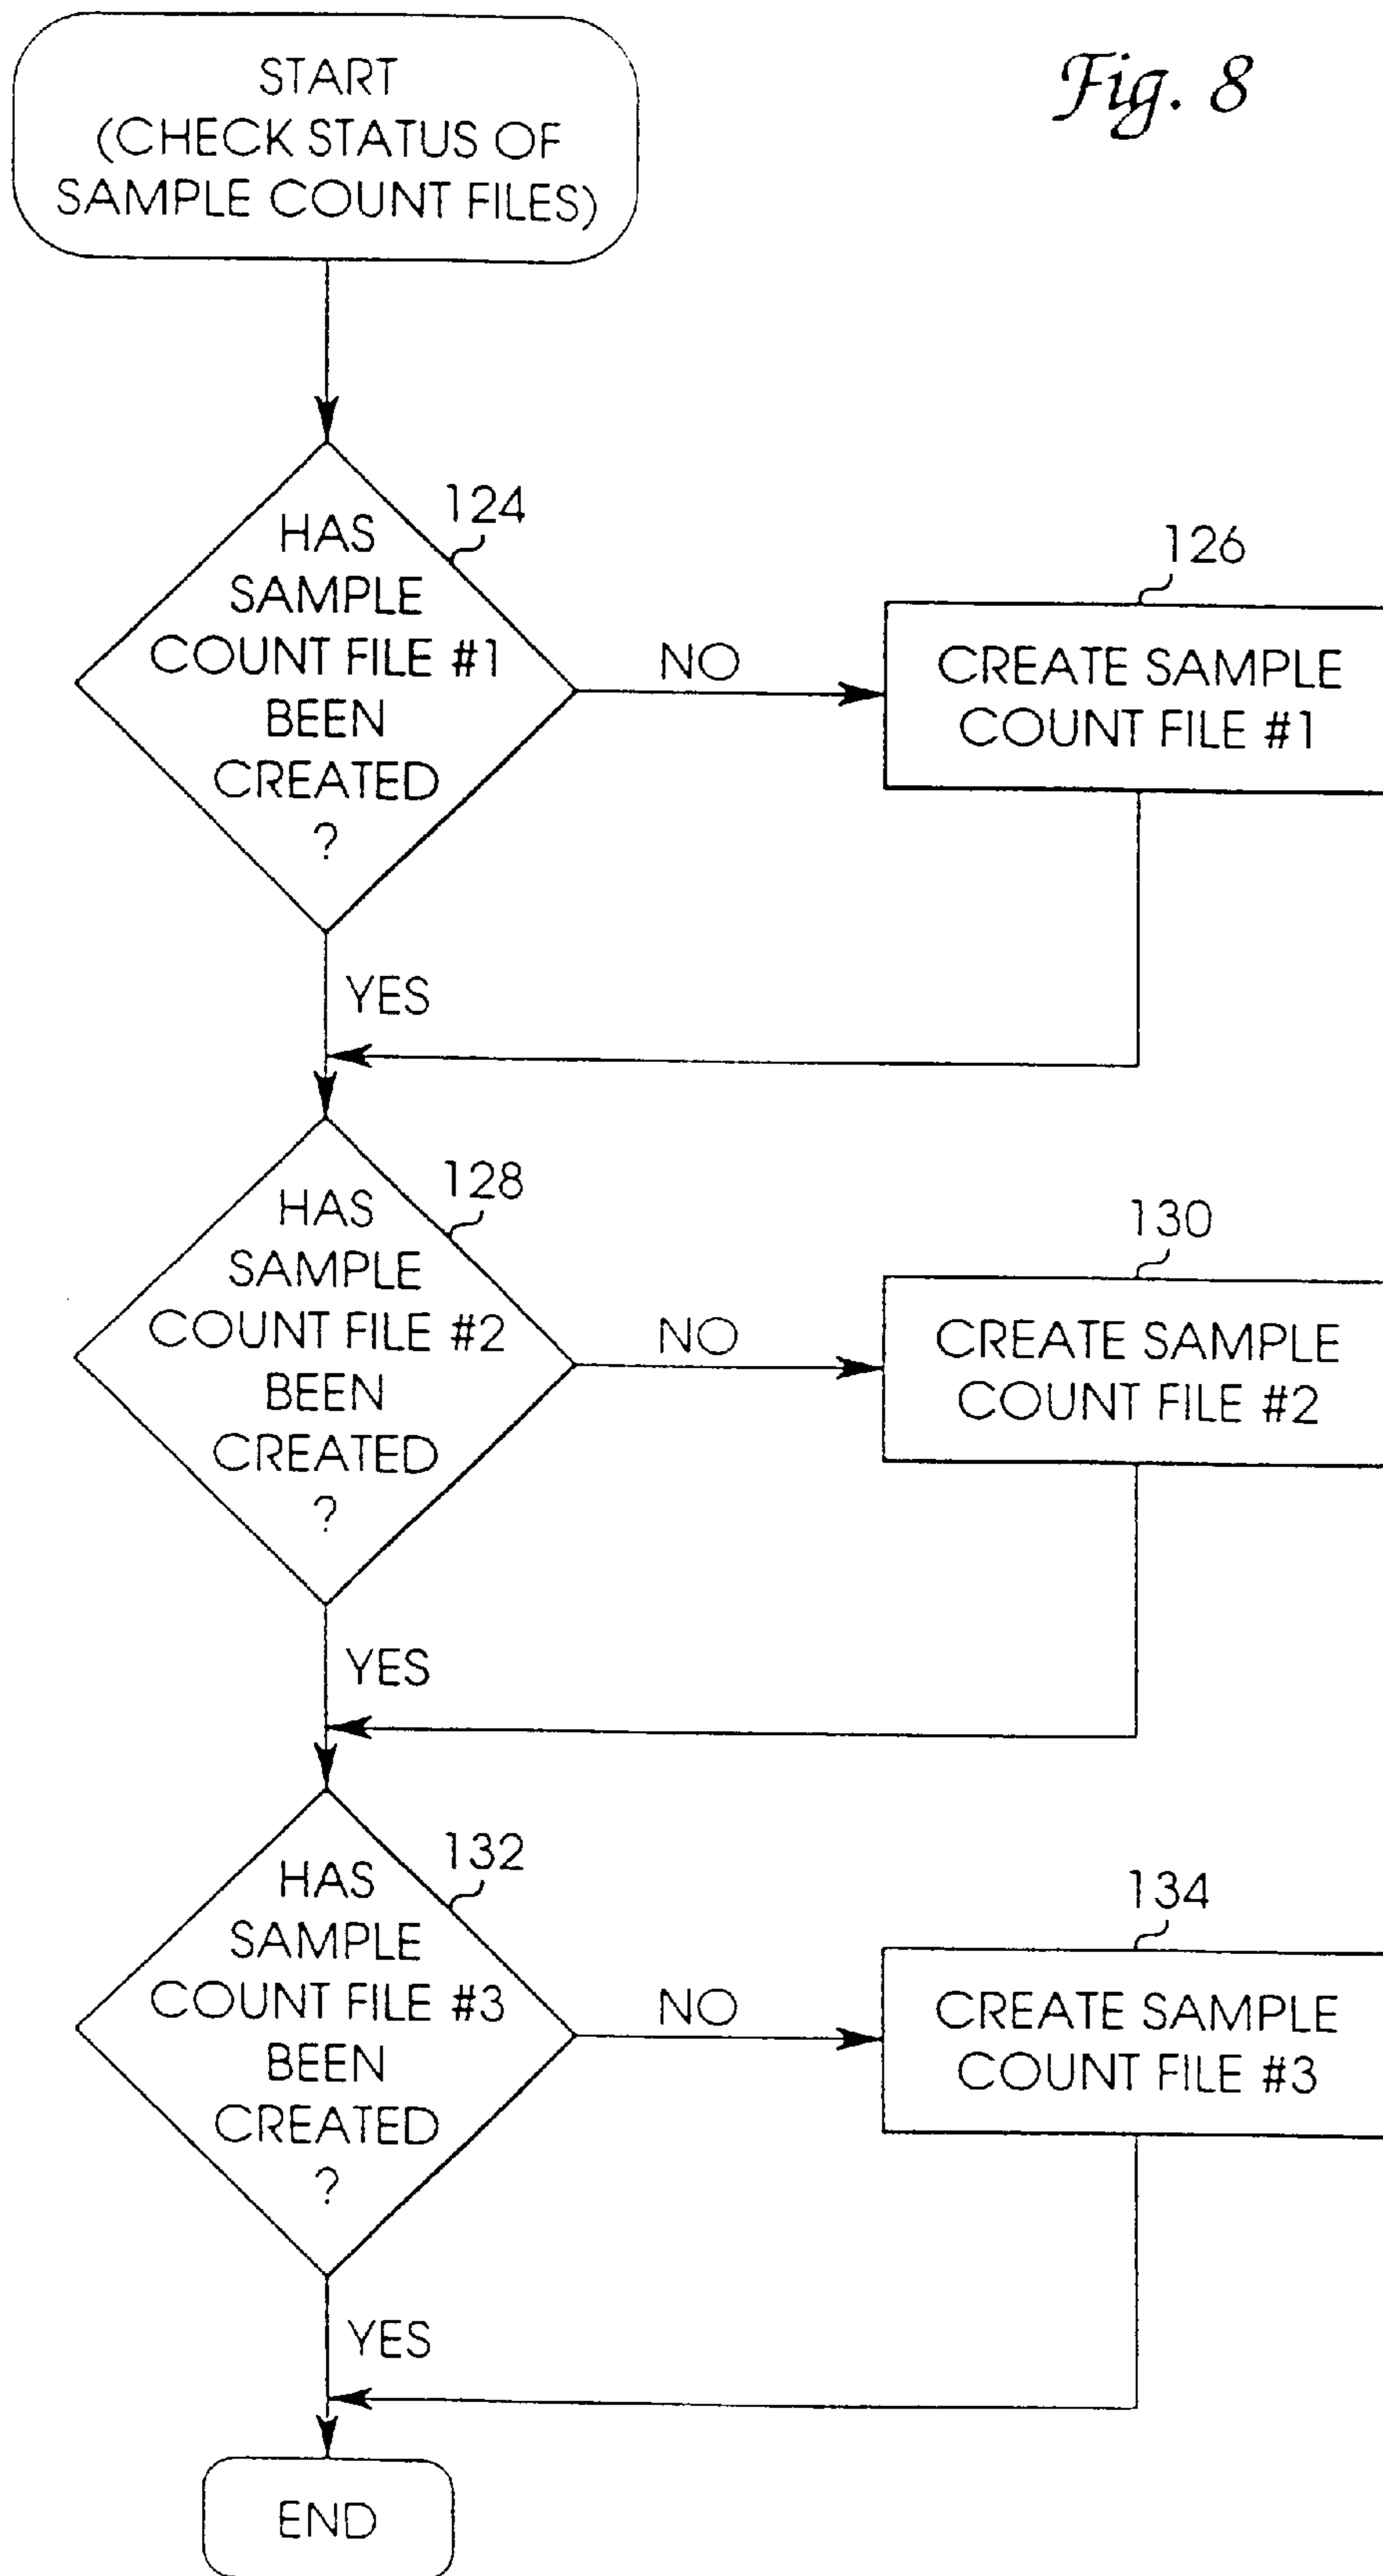 Fig. 8
START
(CHECK STATUS OF
SAMPLE COUNT FILES)
124
HAS
SAMPLE
COUNT FILE #1
BEEN
CREATED
?
NO
126
CREATE SAMPLE
COUNT FILE #1
YES
128
HAS
SAMPLE
COUNT FILE #2
BEEN
CREATED
?
NO
130
CREATE SAMPLE
COUNT FILE #2
YES
132
HAS
SAMPLE
COUNT FILE #3
BEEN
CREATED
?
NO
134
CREATE SAMPLE
COUNT FILE #3
YES
END